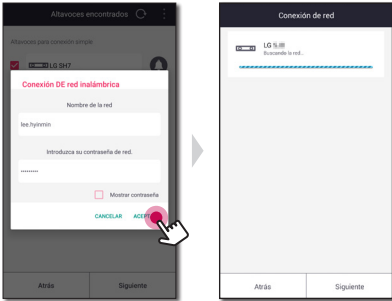 Altavoces encontrados
Altavoces para conexión simple
LG SH7
Conexión DE red inalámbrica
Nombre de la red
lee.hyinmin
Introduzca su contraseña de red.
.........
Mostrar contraseña
CANCELAR
Atrás
Siguiente
Conexión de red
LG
Buscando la red..
Atrás
Siguiente